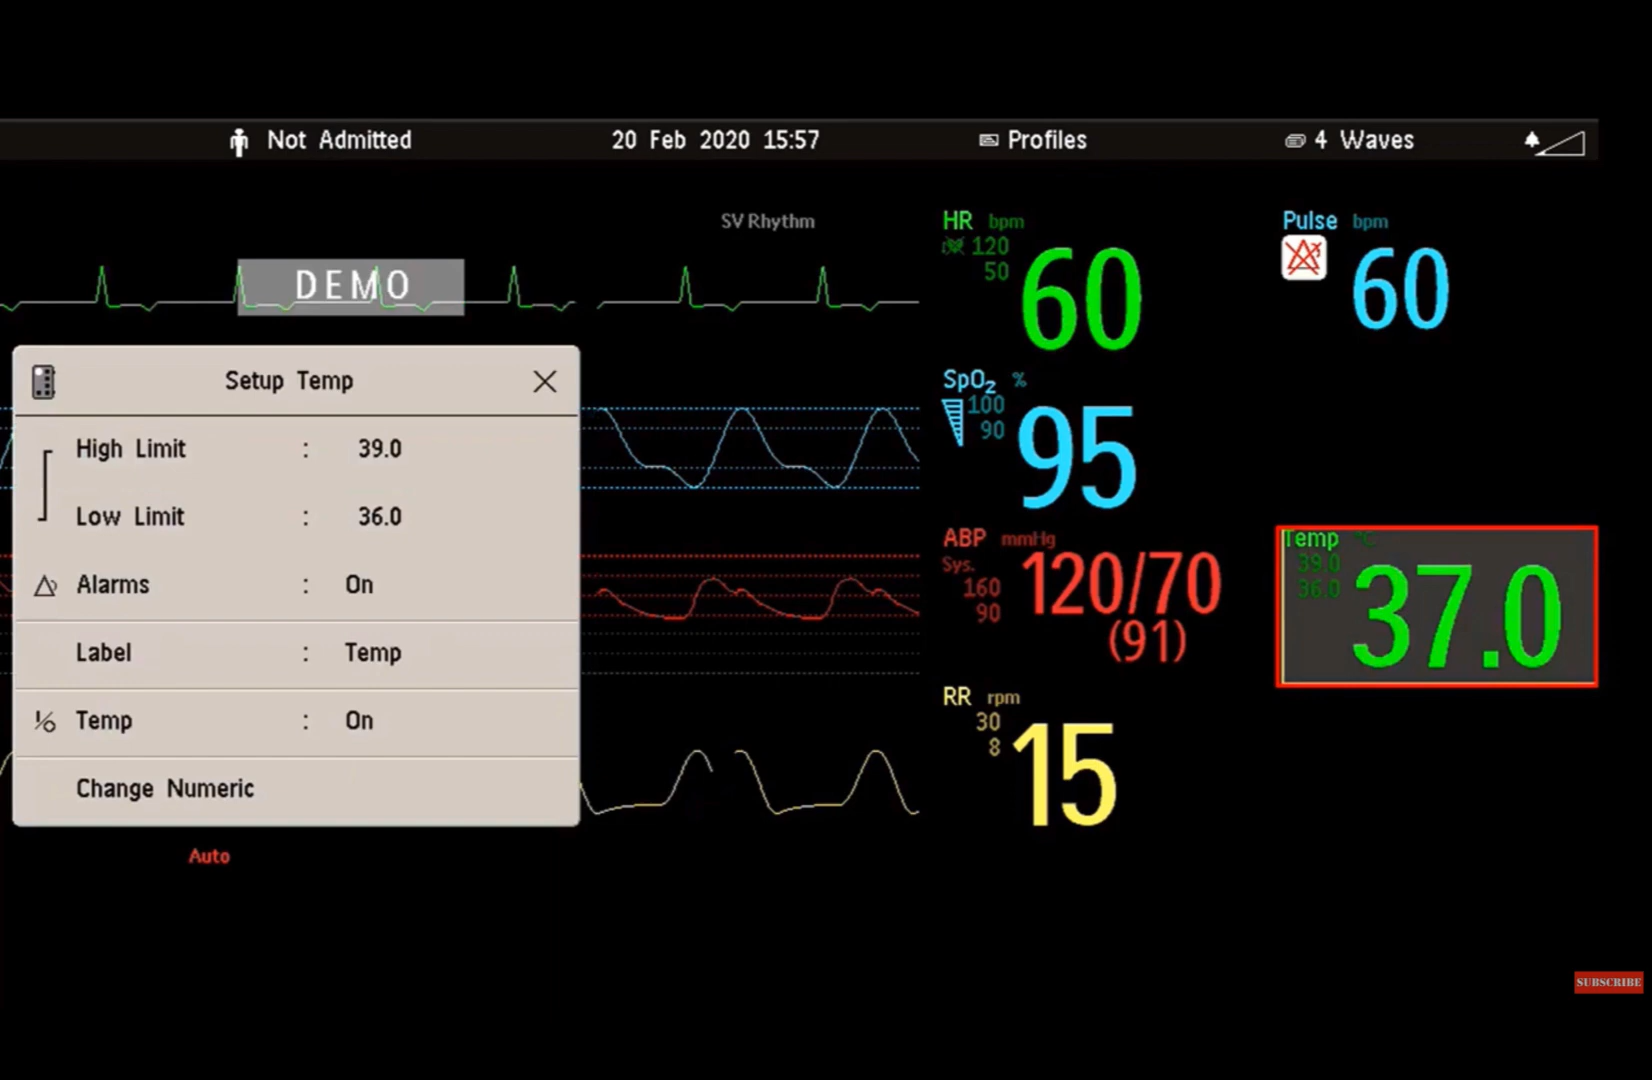 Not Admitted
20 Feb 2020 15:57
Profiles
4 Waves
SV Rhythm
DEMO
HR bpm
120
50
60
Pulse bpm
60
Setup Temp
High Limit : 39.0
Low Limit : 36.0
Alarms : On
Label : Temp
Temp : On
Change Numeric
Auto
SpO₂ %
100
90
95
ABP mmHg
Sys.
160
90
120/70
(91)
Temp °C
39.0
36.0
37.0
RR rpm
30
8
15
SUBSCRIBE